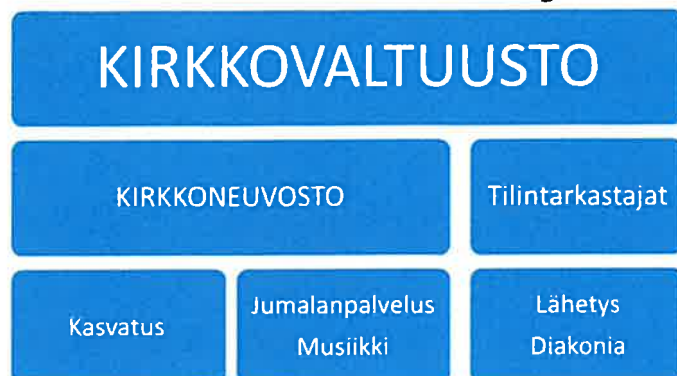 KIRKKOVALTUUSTO
KIRKKONEUVOSTO
Tilintarkastajat
Kasvatus
Jumalanpalvelus
Musiikki
Lähetys
Diakonia